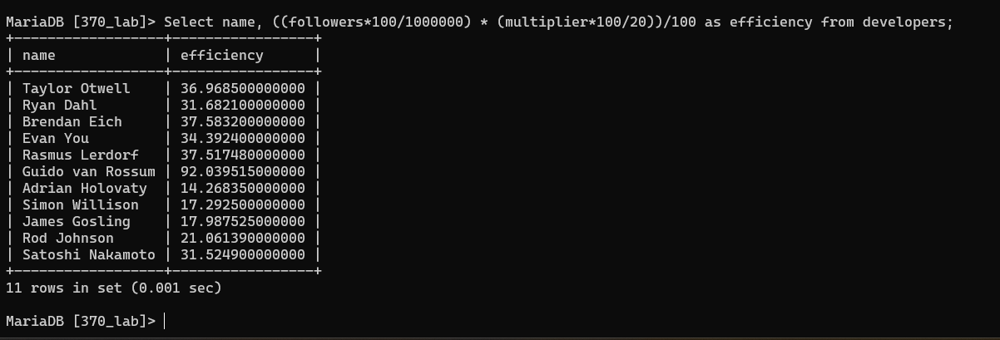 MariaDB [370_lab]> Select name, ((followers*100/1000000) * (multiplier*100/20))/100 as efficiency from developers;
+------------------+-----------------+
| name             | efficiency      |
+------------------+-----------------+
| Taylor Otwell    | 36.968500000000 |
| Ryan Dahl        | 31.682100000000 |
| Brendan Eich     | 37.583200000000 |
| Evan You         | 34.392400000000 |
| Rasmus Lerdorf   | 37.517480000000 |
| Guido van Rossum | 92.039515000000 |
| Adrian Holovaty  | 14.268350000000 |
| Simon Willison   | 17.292500000000 |
| James Gosling    | 17.987525000000 |
| Rod Johnson      | 21.061390000000 |
| Satoshi Nakamoto | 31.524900000000 |
+------------------+-----------------+
11 rows in set (0.001 sec)
MariaDB [370_lab]>